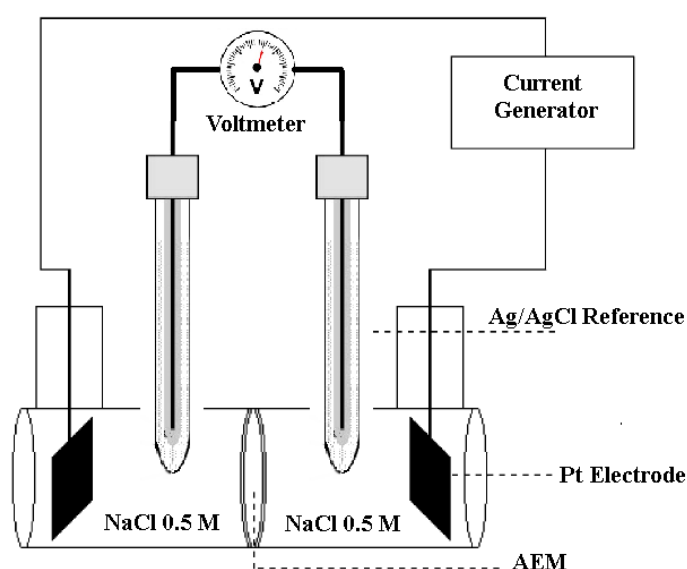 Current
Generator
V
Voltmeter
Ag/AgCl Reference
Pt Electrode
NaCl 0.5 M
NaCl 0.5 M
AEM